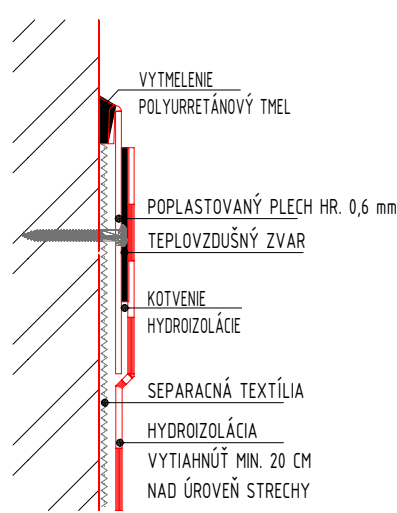 VYTMELENIE
POLYURRETÁNOVÝ TMEL
POPLASTOVANÝ PLECH HR. 0,6 mm
TEPLOVZDUŠNÝ ZVAR
KOTVENIE
HYDROIZOLÁCIE
SEPARACNÁ TEXTÍLIA
HYDROIZOLÁCIA
VYTIAHNÚŤ MIN. 20 CM
NAD ÚROVEŇ STRECHY